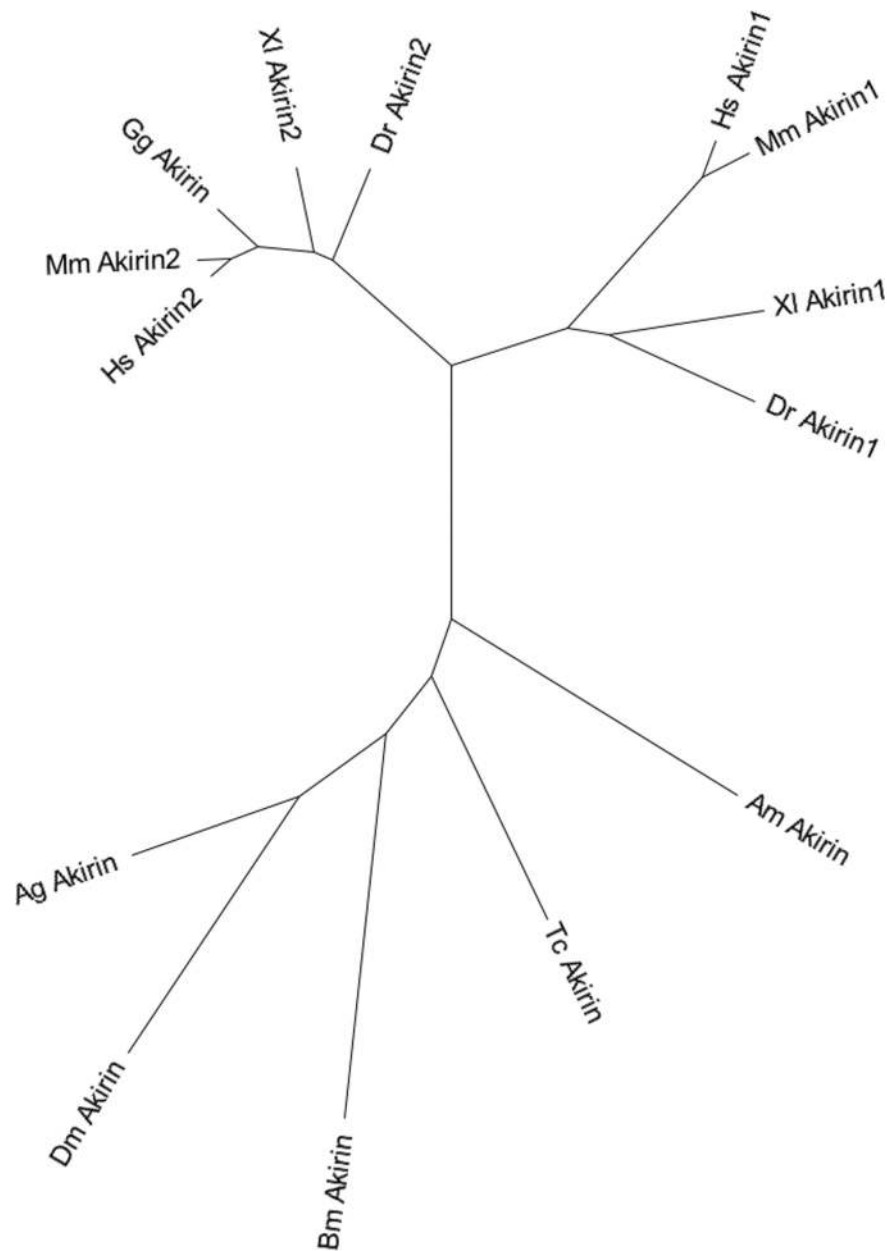 Xl Akirin2
Dr Akirin2
Hs Akirin1
Mm Akirin1
Gg Akirin
Mm Akirin2
Hs Akirin2
Xl Akirin1
Dr Akirin1
Am Akirin
Ag Akirin
Tc Akirin
Dm Akirin
Bm Akirin